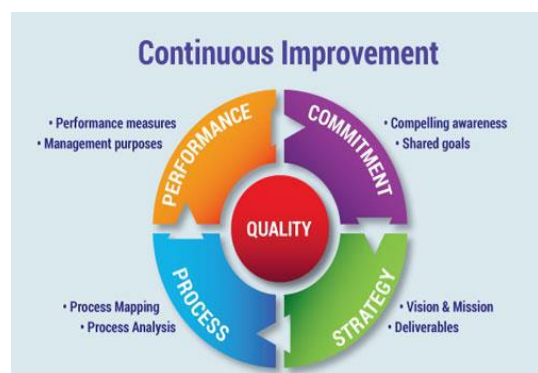 Continuous Improvement
PERFORMANCE
• Performance measures
• Management purposes
COMMITMENT
• Compelling awareness
• Shared goals
QUALITY
PROCESS
• Process Mapping
• Process Analysis
STRATEGY
• Vision & Mission
• Deliverables